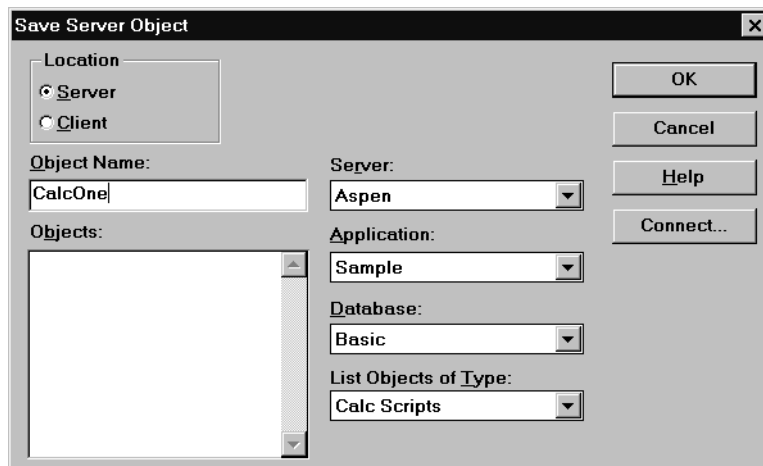 Save Server Object
Location
Server
Client
Object Name:
CalcOne
Objects:
Server:
Aspen
Application:
Sample
Database:
Basic
List Objects of Type:
Calc Scripts
OK
Cancel
Help
Connect...